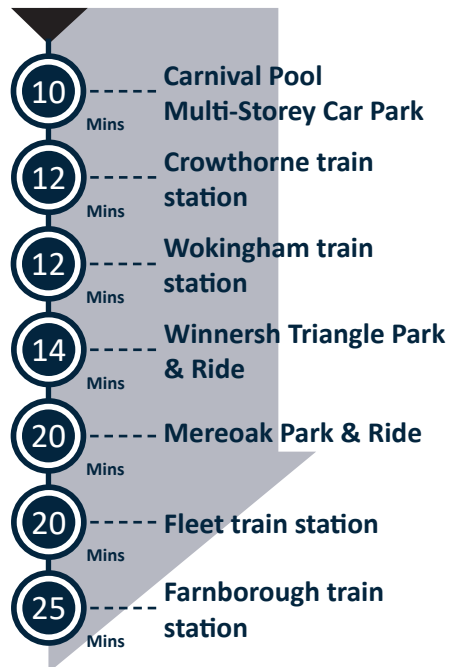 10
Mins
Carnival Pool
Multi-Storey Car Park
12
Mins
Crowthorne train
station
12
Mins
Wokingham train
station
14
Mins
Winnersh Triangle Park
& Ride
20
Mins
Mereoak Park & Ride
20
Mins
Fleet train station
25
Mins
Farnborough train
station